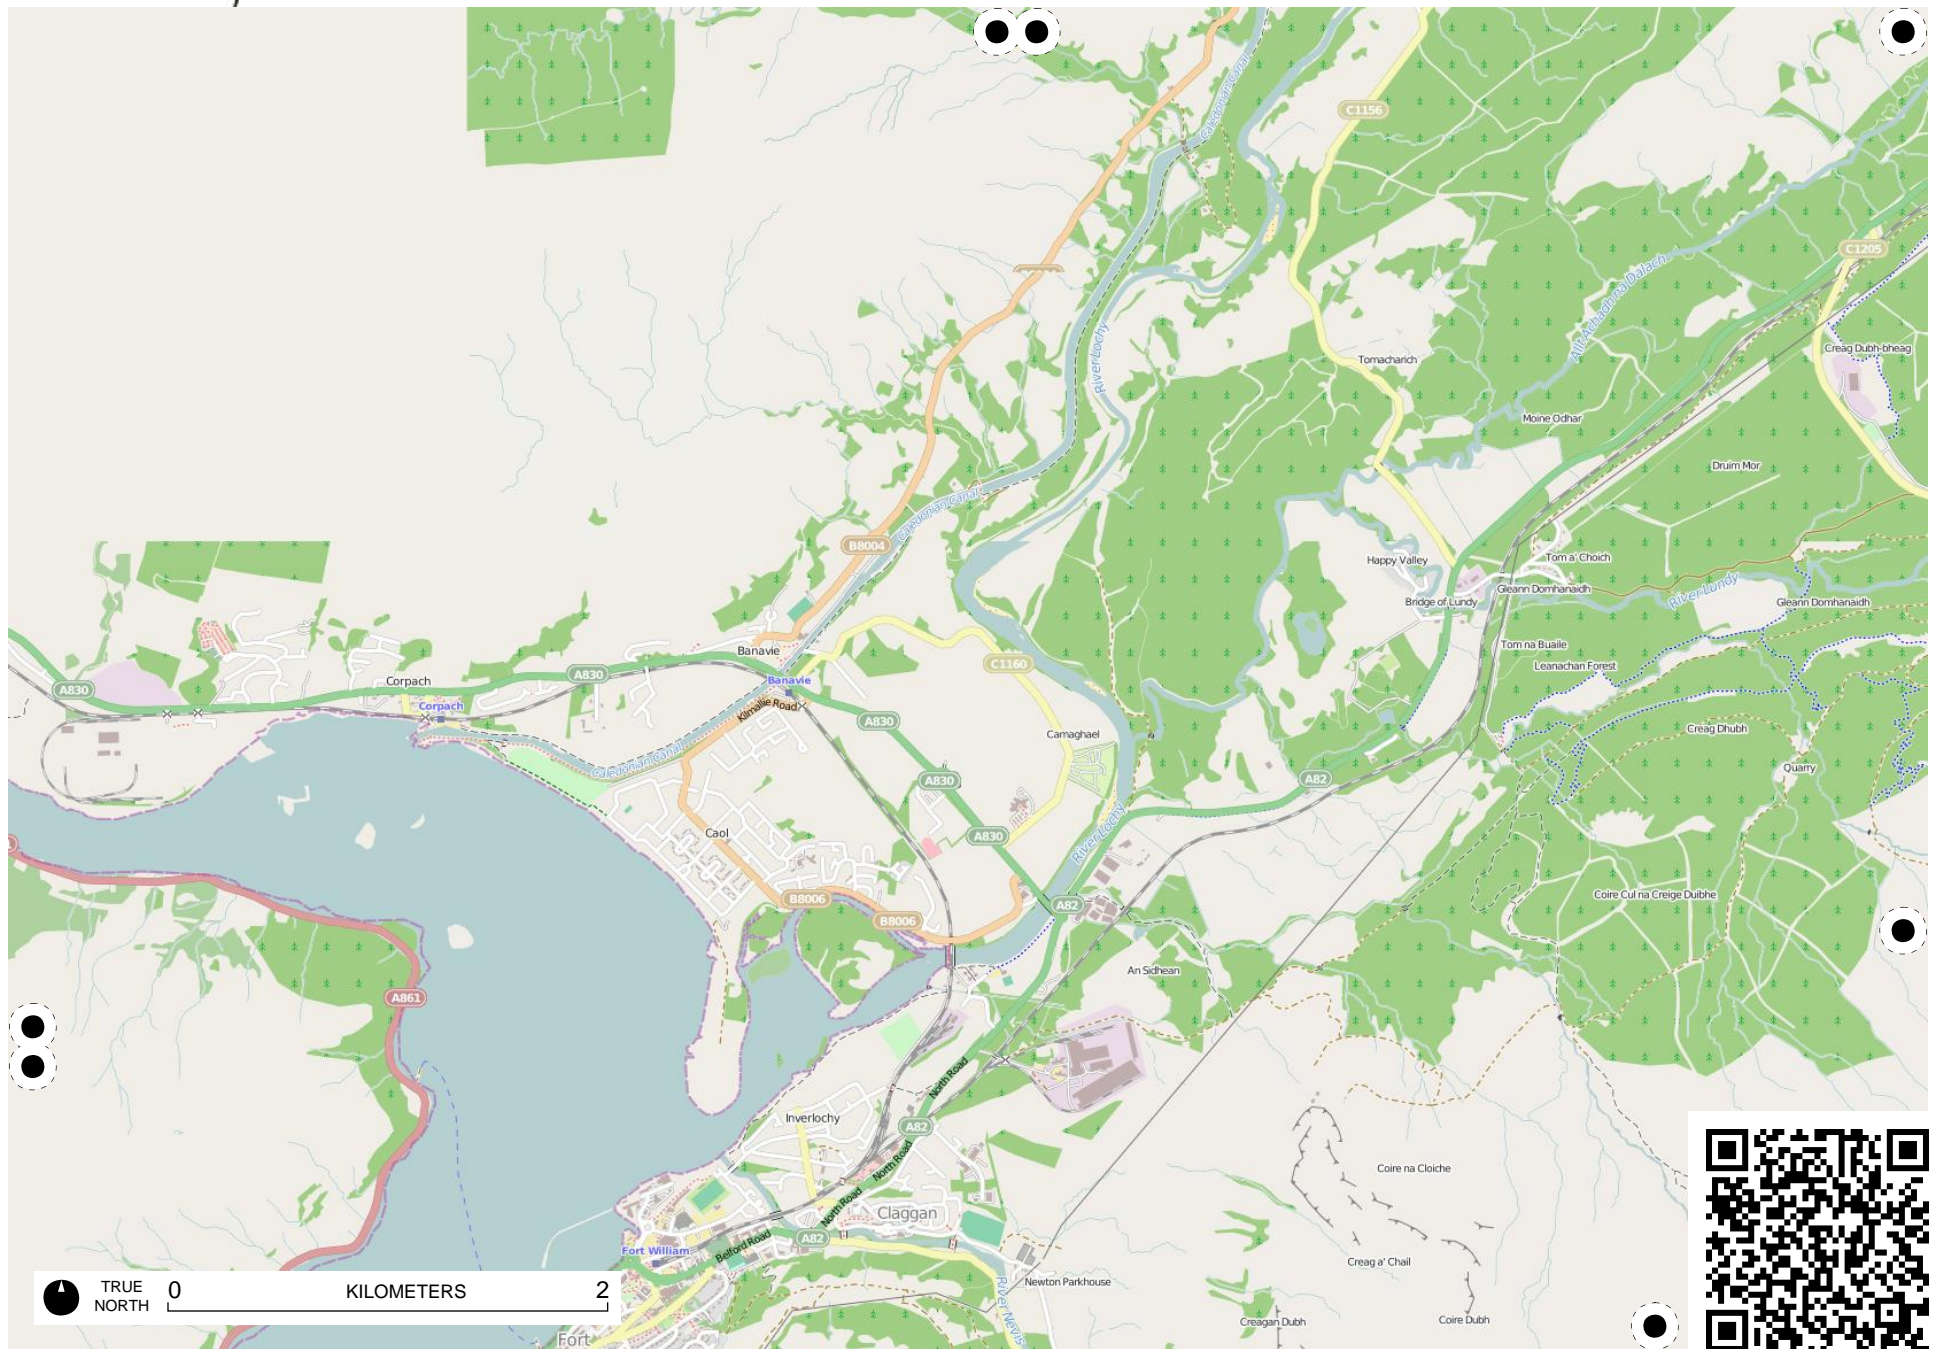 Caledonian Canal
C1156
C1205
Allt Achadh na Dalach
River Lochy
Creag Dubh-bheag
Tomacharich
Moine Odhar
Druim Mor
Caledonian Canal
B8004
Happy Valley
Tom a' Choich
Gleann Domhanaidh
River Lundy
Bridge of Lundy
Gleann Domhanaidh
Banavie
Tom na Buaile
C1160
Leanachan Forest
A830
Corpach
A830
Banavie
Corpach
Kilmallie Road
A830
Camaghael
Creag Dhubh
Caledonian Canal
Quarry
A830
A82
Caol
A830
River Lochy
B8006
A82
Coire Cul na Creige Duibhe
B8006
An Sidhean
A861
North Road
Inverlochy
A82
North Road
Coire na Cloiche
North Road
Claggan
Belford Road
A82
Fort William
Creag a' Chail
Newton Parkhouse
River Nevis
Creagan Dubh
Coire Dubh
Fort
TRUE
NORTH
0 KILOMETERS 2